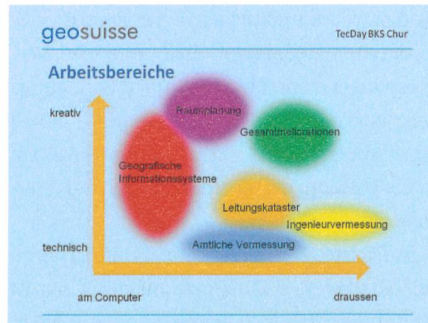 geosuisse
TecDay BKS Chur
Arbeitsbereiche
kreativ
Raumplanung
Gesamtmeliorationen
Geografische
Informationssysteme
Leitungskataster
Ingenieurvermessung
technisch
Amtliche Vermessung
am Computer
draussen